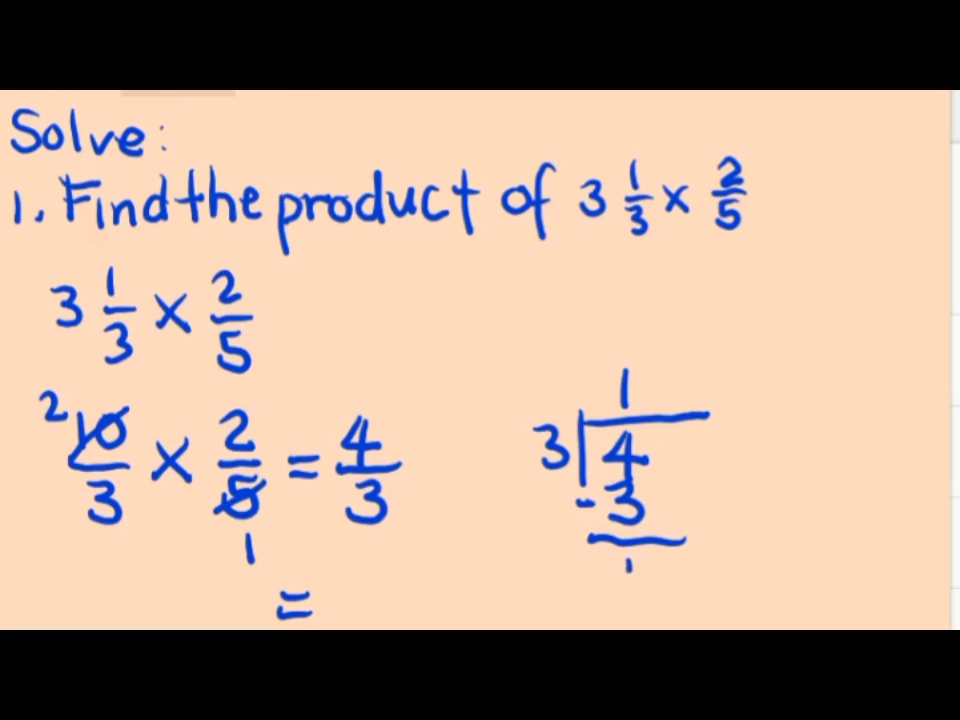 Solve:
1. Find the product of 3 1/3 x 2/5
3 1/3 x 2/5
2 10/3 x 2/5 = 4/3
1
=
1
3 4
- 3
1